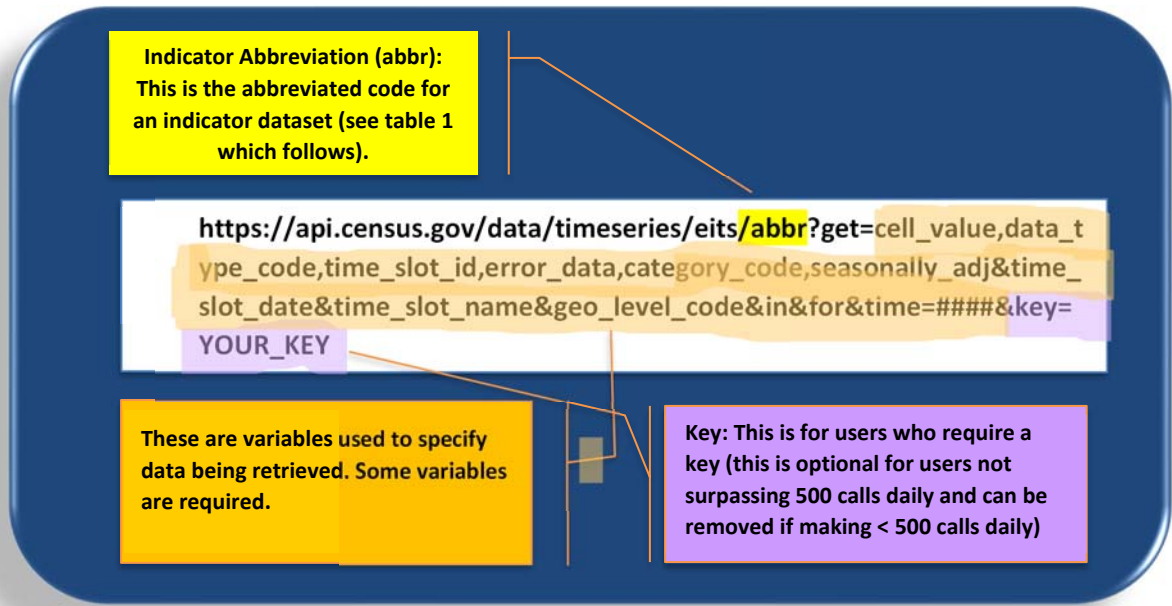 Indicator Abbreviation (abbr):
This is the abbreviated code for
an indicator dataset (see table 1
which follows).
https://api.census.gov/data/timeseries/eits/abbr?get=cell_value,data_t
ype_code,time_slot_id,error_data,category_code,seasonally_adj&time_
slot_date&time_slot_name&geo_level_code&in&for&time=####&key=
YOUR_KEY
These are variables used to specify
data being retrieved. Some variables
are required.
Key: This is for users who require a
key (this is optional for users not
surpassing 500 calls daily and can be
removed if making < 500 calls daily)